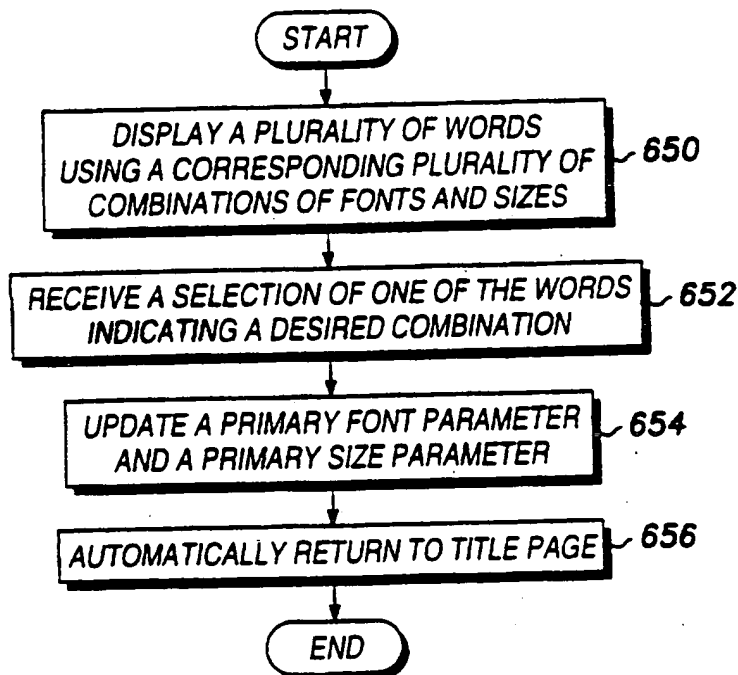 START
DISPLAY A PLURALITY OF WORDS
USING A CORRESPONDING PLURALITY OF
COMBINATIONS OF FONTS AND SIZES
650
RECEIVE A SELECTION OF ONE OF THE WORDS
INDICATING A DESIRED COMBINATION
652
UPDATE A PRIMARY FONT PARAMETER
AND A PRIMARY SIZE PARAMETER
654
AUTOMATICALLY RETURN TO TITLE PAGE
656
END